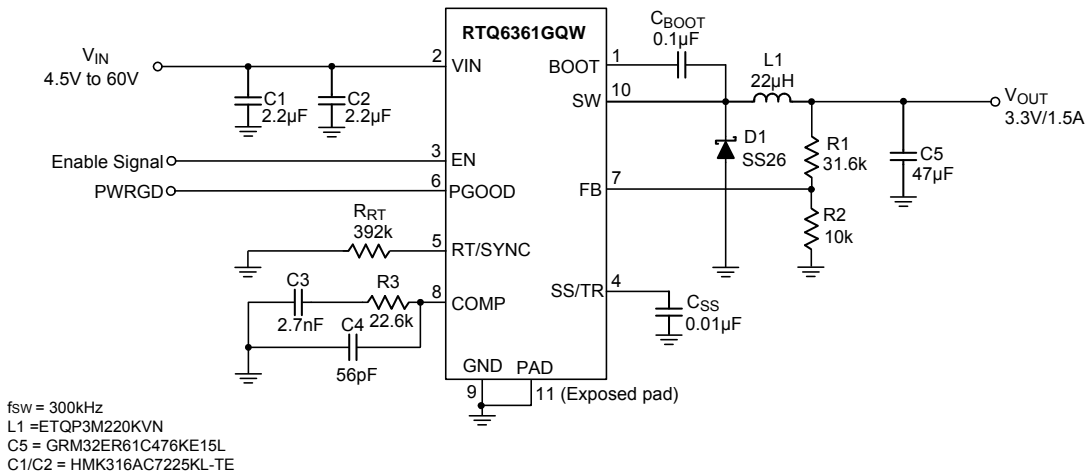 RTQ6361GQW
VIN
4.5V to 60V
C1
2.2µF
C2
2.2µF
2
VIN
Enable Signal
3
EN
PWRGD
6
PGOOD
RRT
392k
5
RT/SYNC
C3
2.7nF
R3
22.6k
8
COMP
C4
56pF
GND
9
PAD
11 (Exposed pad)
BOOT
1
CBOOT
0.1µF
SW
10
L1
22µH
VOUT
3.3V/1.5A
D1
SS26
R1
31.6k
C5
47µF
FB
7
R2
10k
SS/TR
4
CSS
0.01µF
fsw = 300kHz
L1 =ETQP3M220KVN
C5 = GRM32ER61C476KE15L
C1/C2 = HMK316AC7225KL-TE